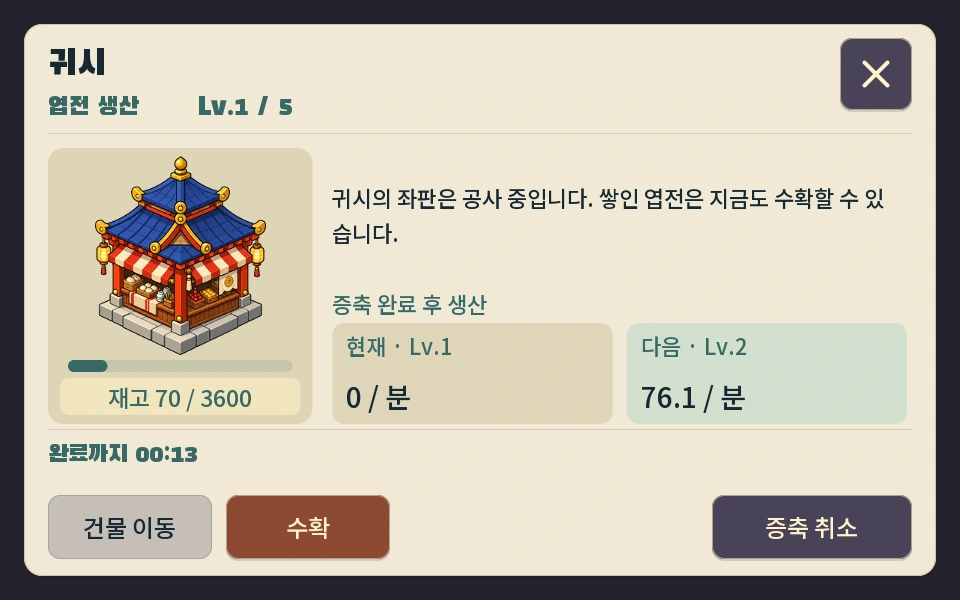 귀시
엽전 생산 Lv.1 / 5
귀시의 좌판은 공사 중입니다. 쌓인 엽전은 지금도 수확할 수 있
습니다.
증축 완료 후 생산
현재 · Lv.1
0 / 분
다음 · Lv.2
76.1 / 분
재고 70 / 3600
완료까지 00:13
건물 이동
수확
증축 취소